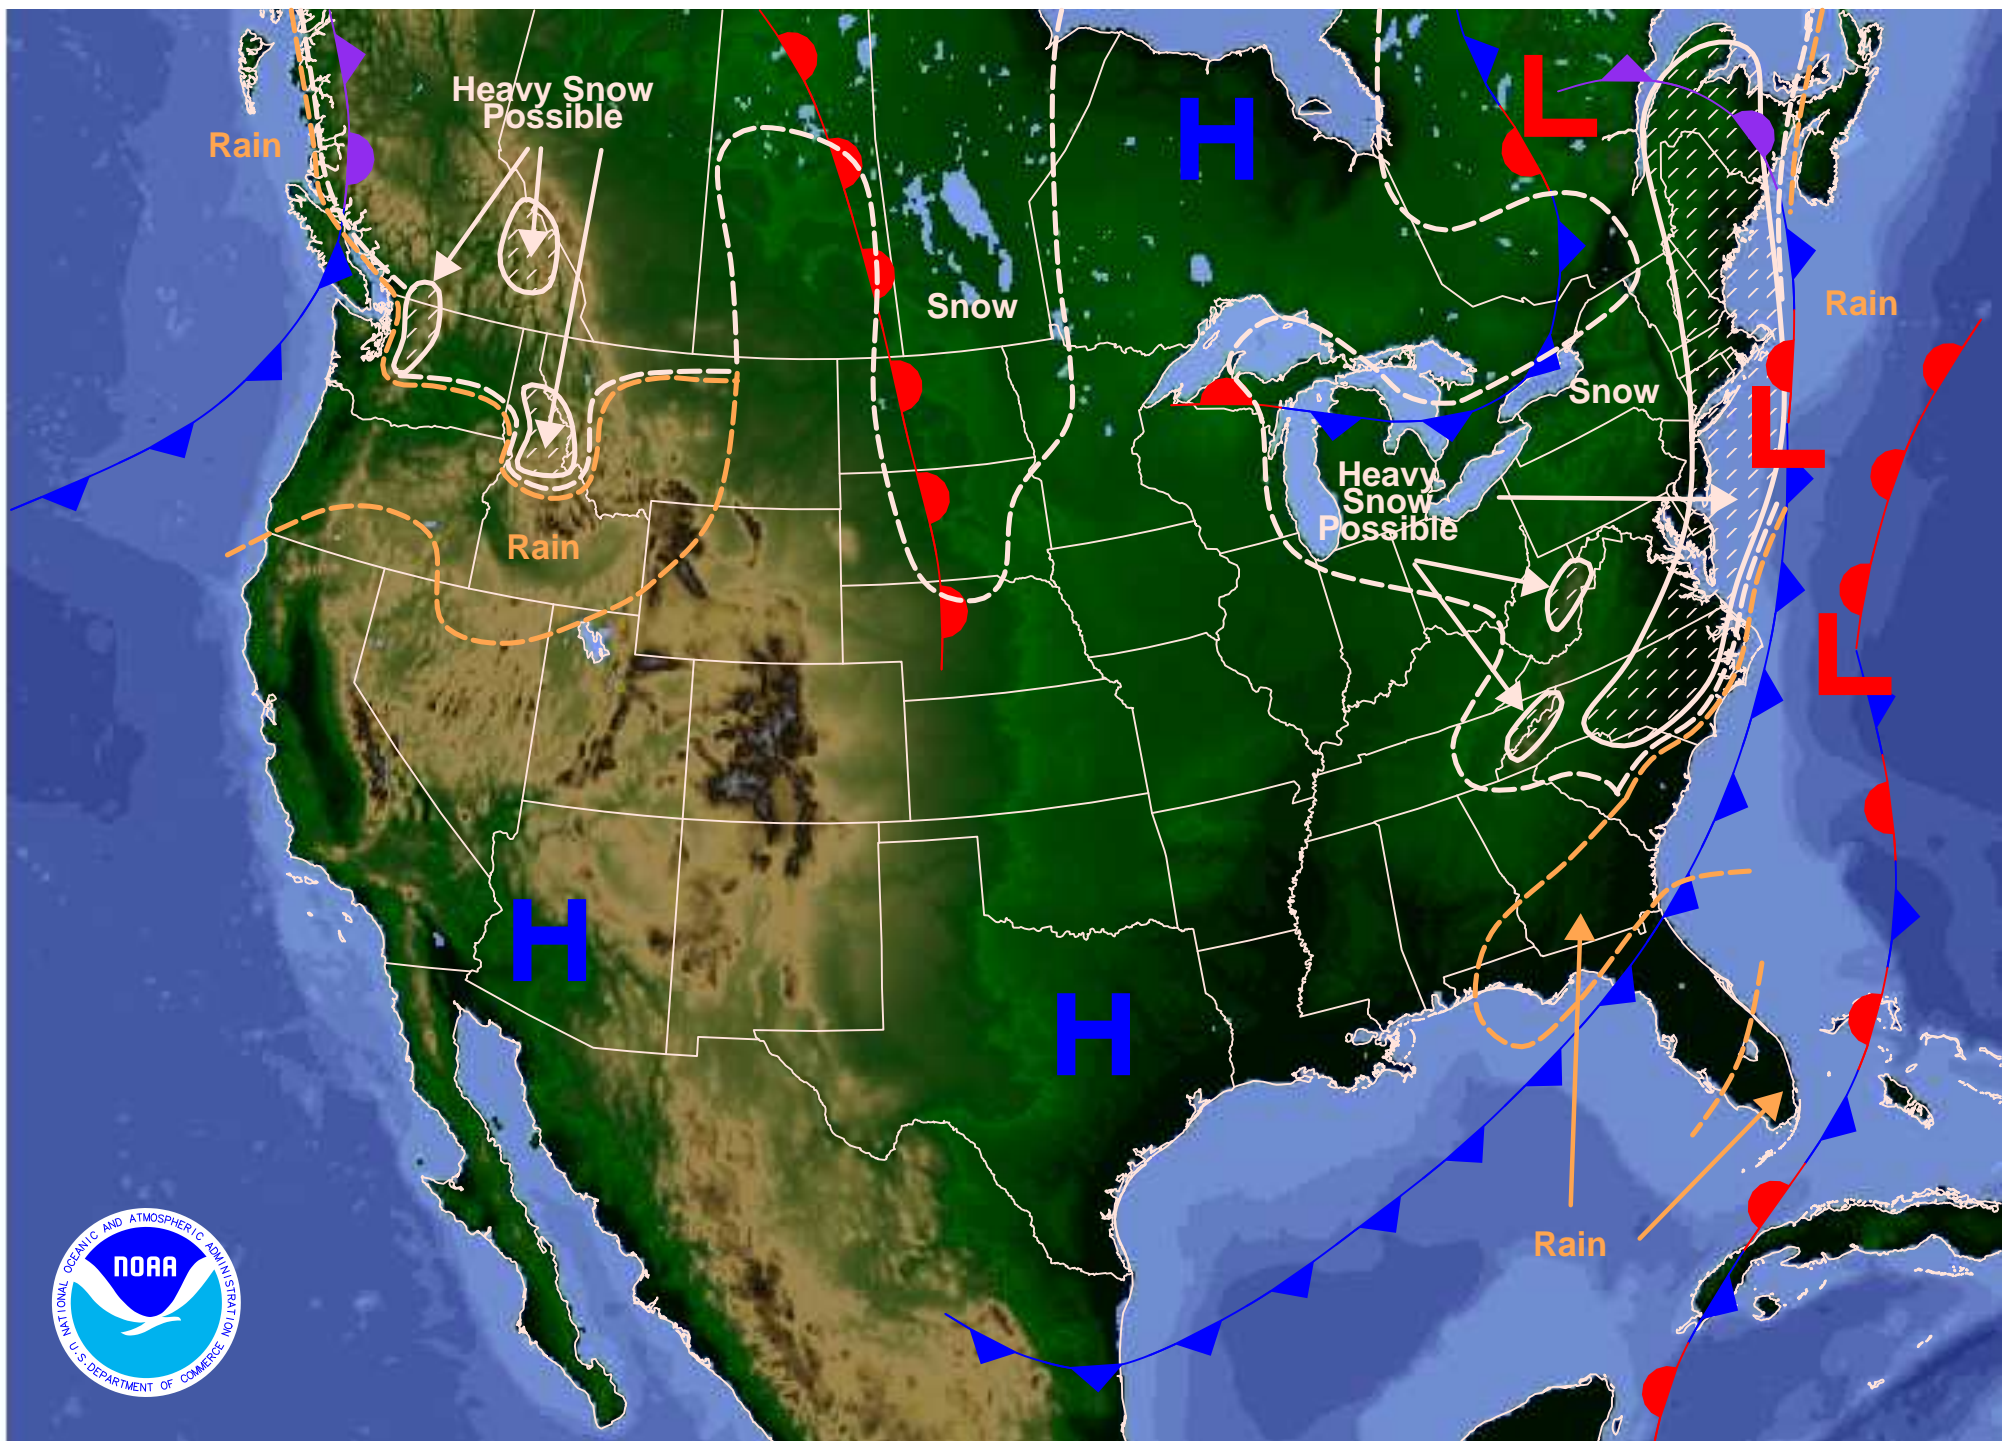 Heavy Snow
Possible
Rain
H
L
Snow
Rain
Snow
L
Heavy
Snow
Possible
Rain
L
H
H
Rain
NATIONAL OCEANIC AND ATMOSPHERIC ADMINISTRATION
NOAA
U.S. DEPARTMENT OF COMMERCE